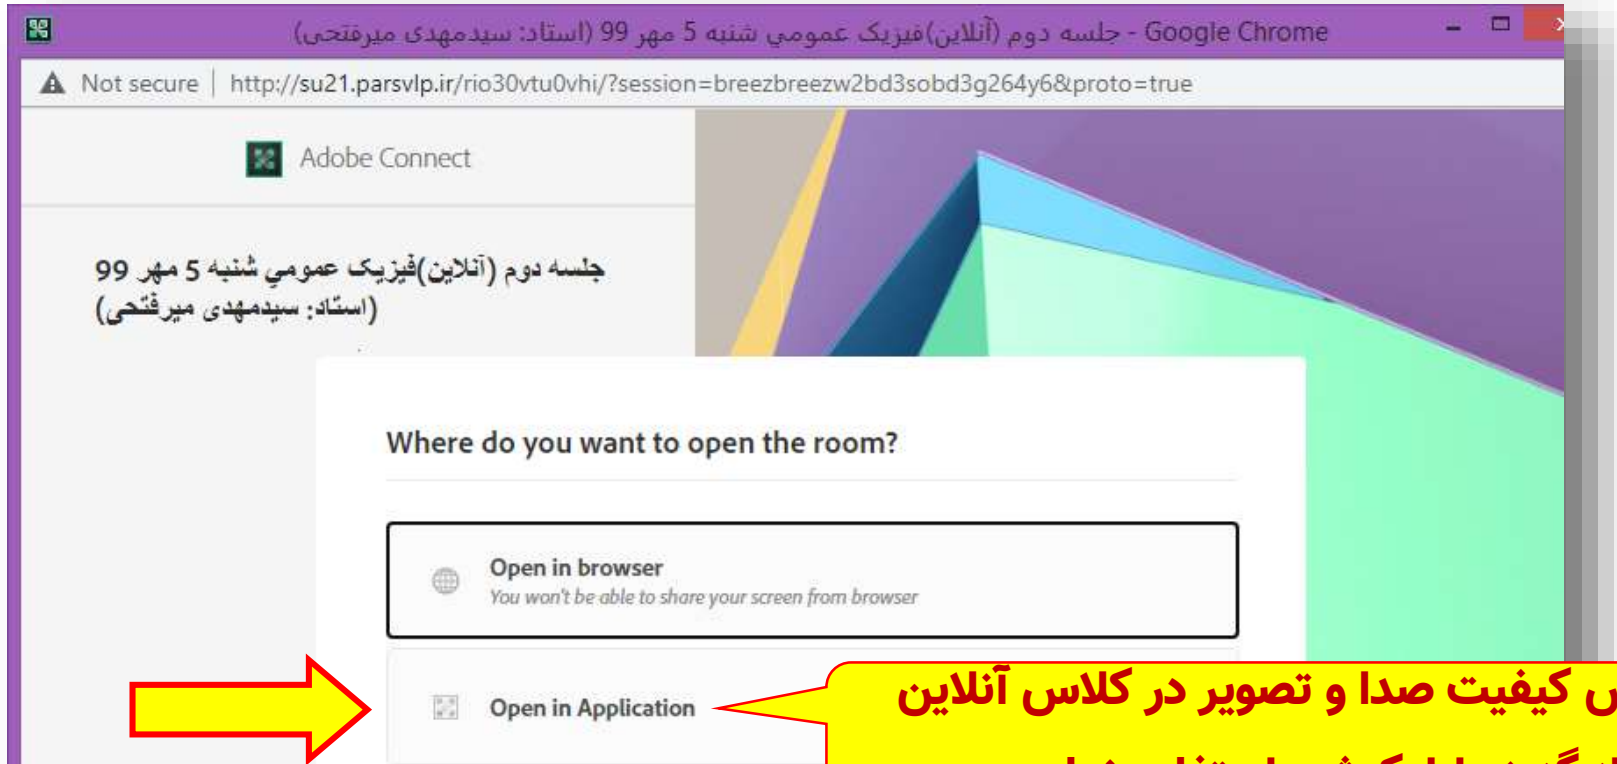 جلسه دوم (آنلاین)فیزیک عمومي شنبه 5 مهر 99 (استاد: سیدمهدی میرفتحی) - Google Chrome
Not secure | http://su21.parsvlp.ir/rio30vtu0vhi/?session=breezbreezw2bd3sobd3g264y6&proto=true
Adobe Connect
جلسه دوم (آنلاین)فیزیک عمومي شنبه 5 مهر 99
(استاد: سیدمهدی میرفتحی)
Where do you want to open the room?
Open in browser
You won't be able to share your screen from browser
Open in Application
کیفیت صدا و تصویر در کلاس آنلاین